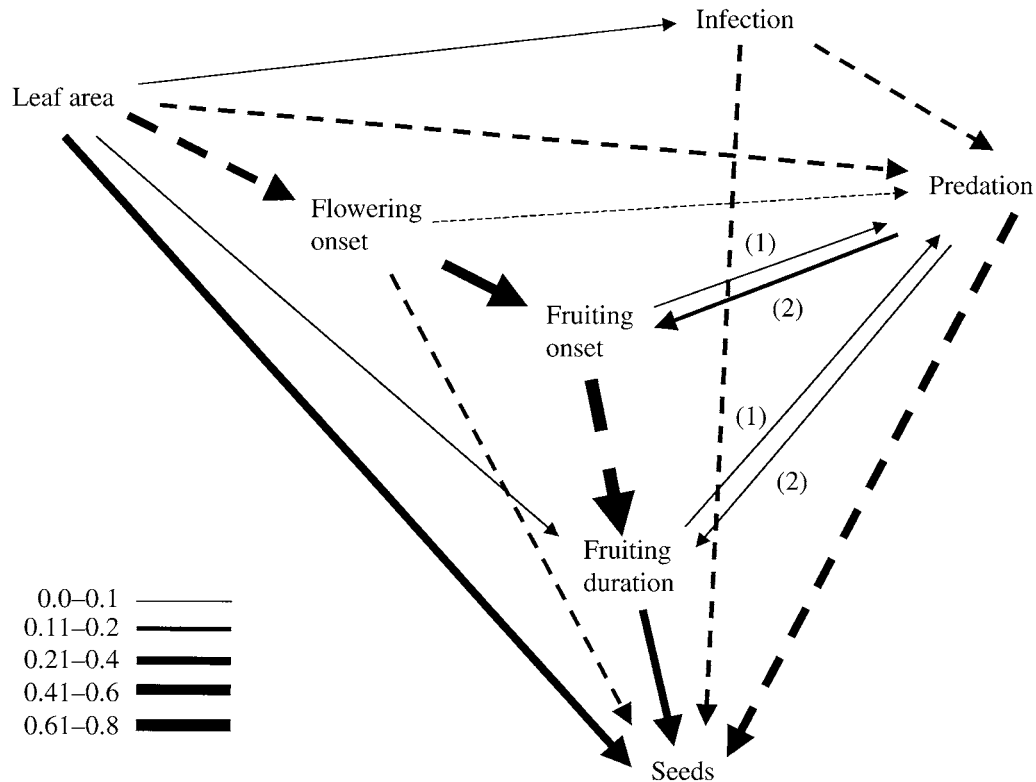 Infection
Leaf area
Predation
Flowering
onset
(1)
(2)
Fruiting
onset
(1)
(2)
Fruiting
duration
0.0–0.1
0.11–0.2
0.21–0.4
0.41–0.6
0.61–0.8
Seeds